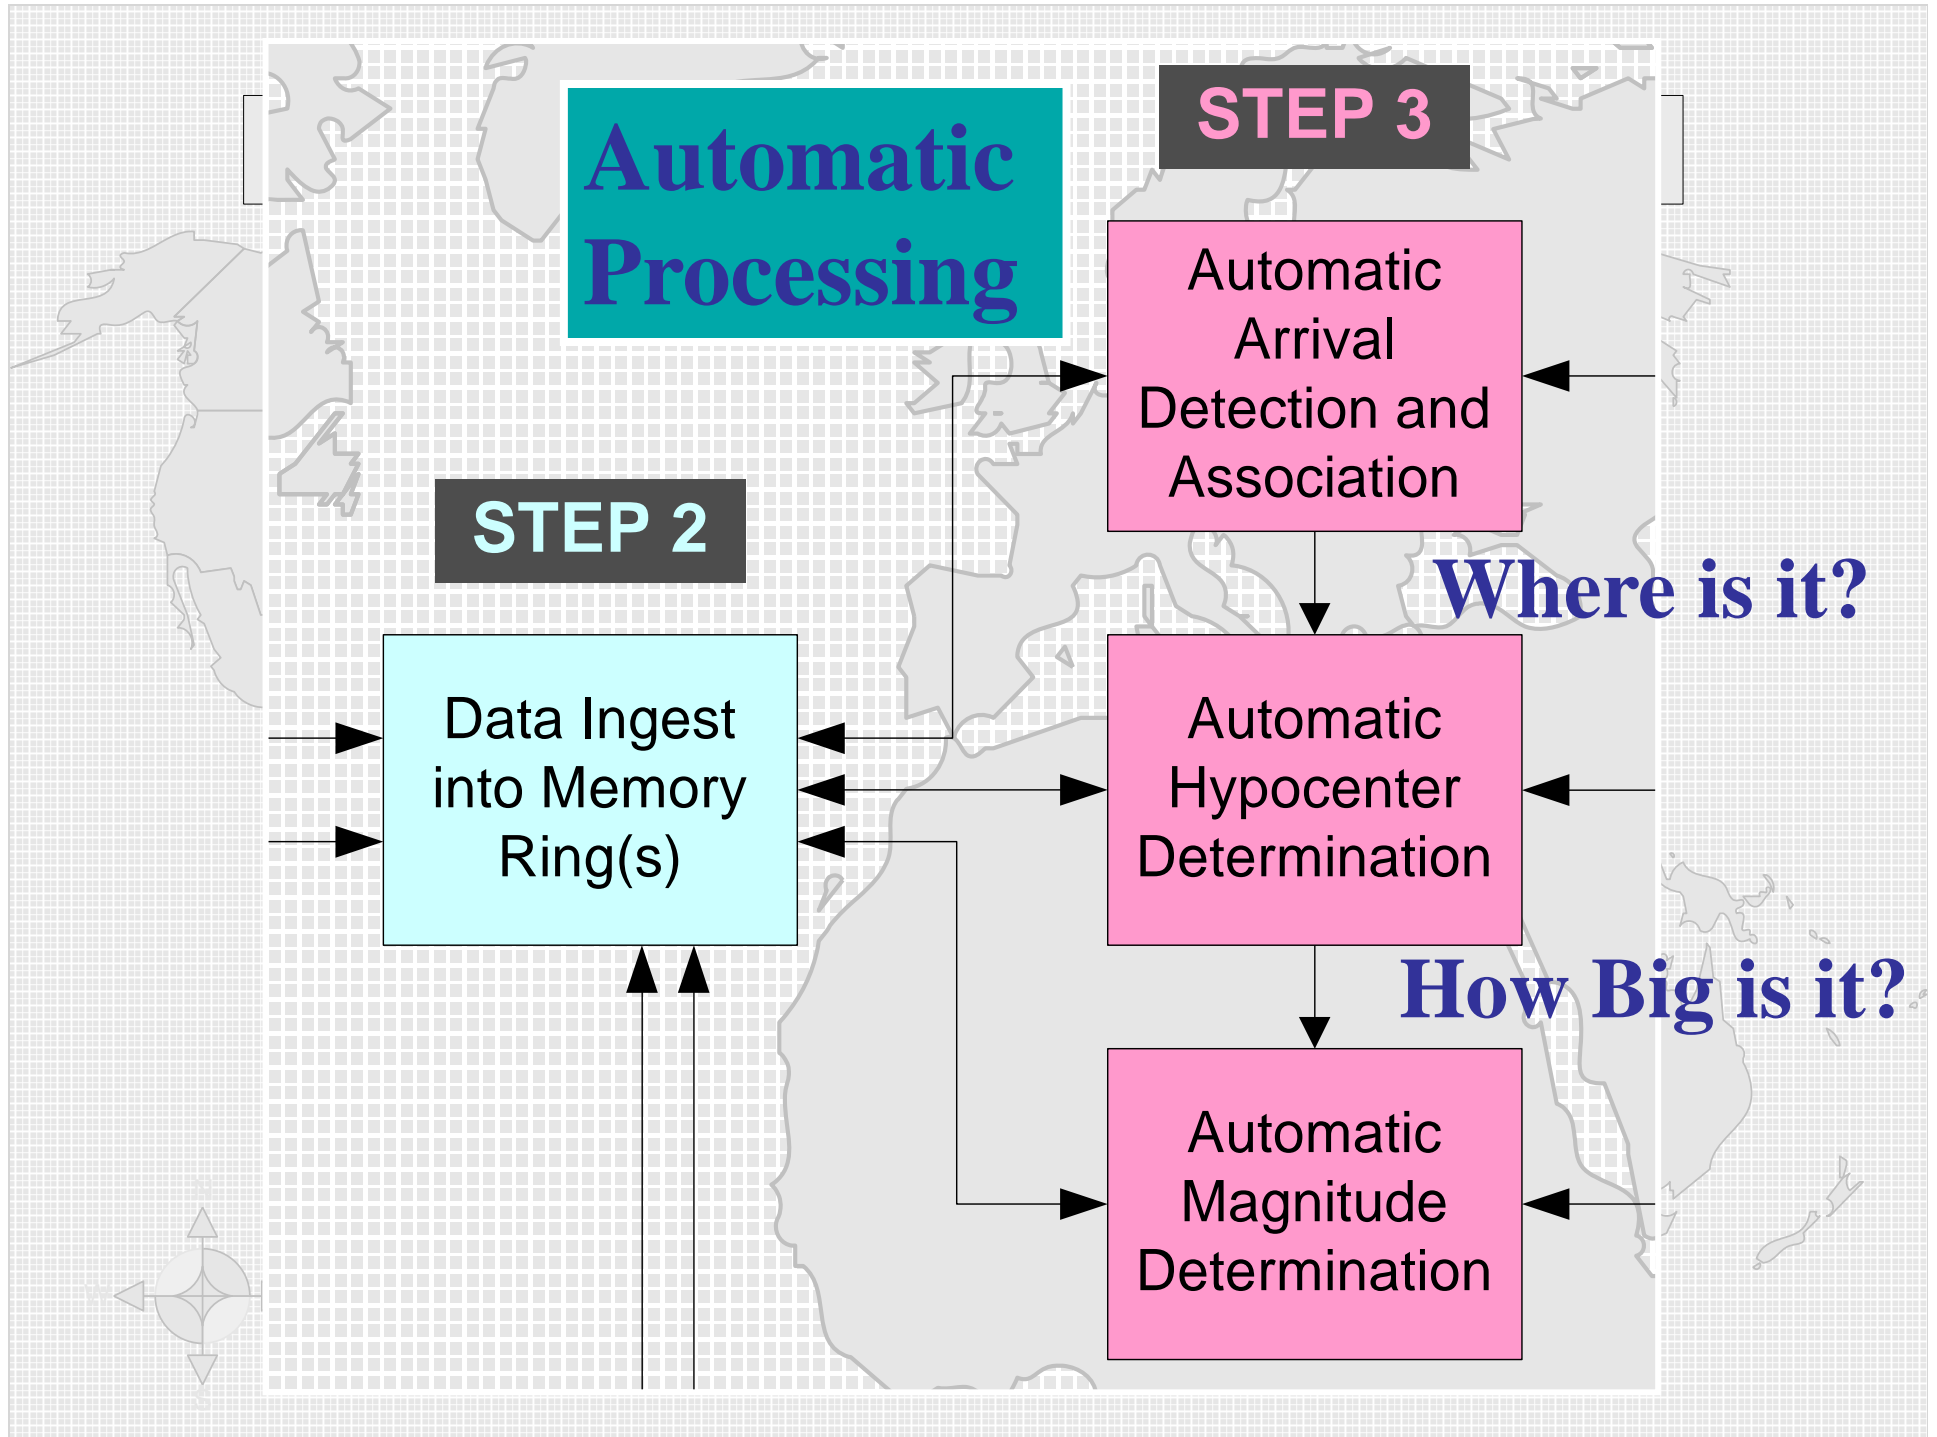 Automatic
Processing
STEP 3
Automatic
Arrival
Detection and
Association
STEP 2
Where is it?
Data Ingest
into Memory
Ring(s)
Automatic
Hypocenter
Determination
How Big is it?
Automatic
Magnitude
Determination
N
W
S